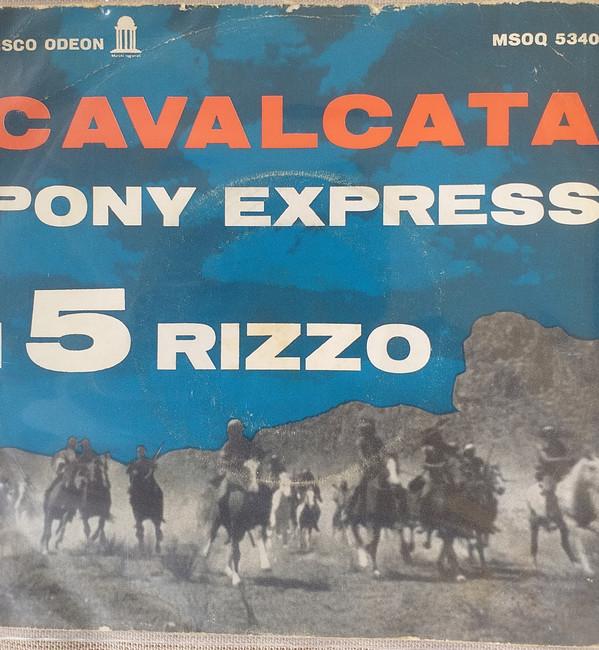 SCO ODEON
MSOQ 5340
CAVALCATA
PONY EXPRESS
5 RIZZO